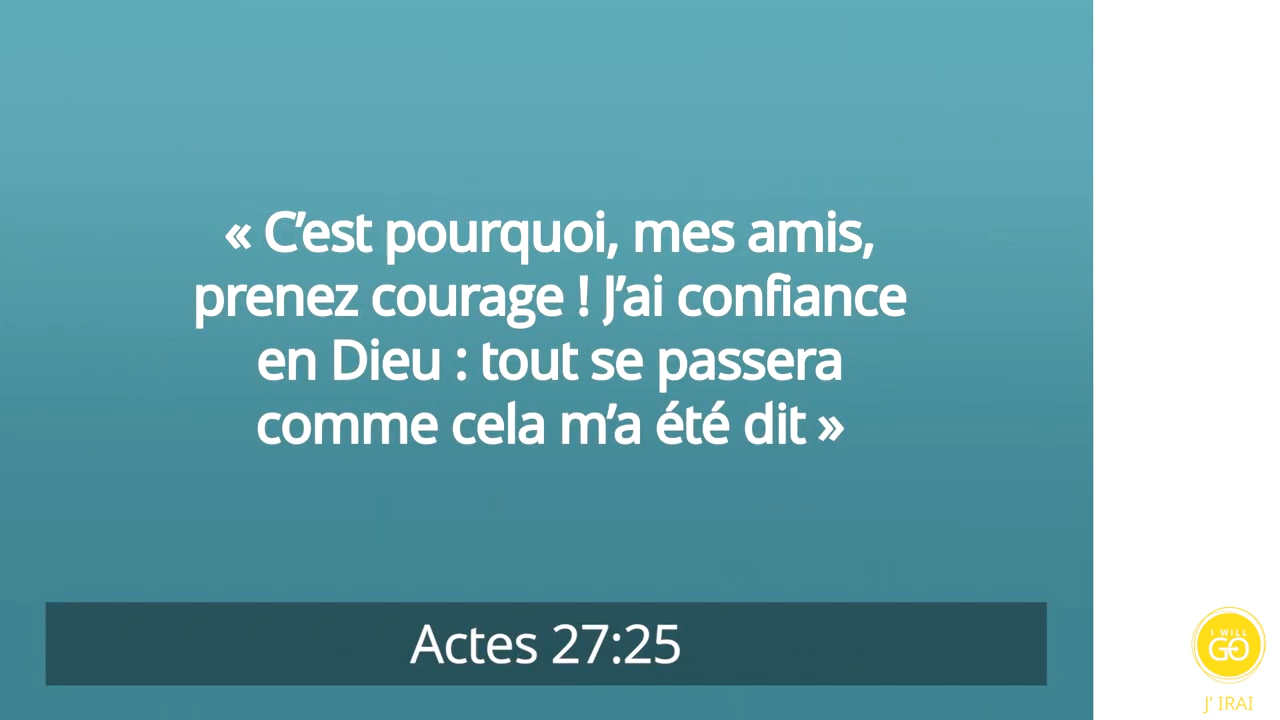 « C’est pourquoi, mes amis,
prenez courage ! J’ai confiance
en Dieu : tout se passera
comme cela m’a été dit »
Actes 27:25
I WILL
GO
J’ IRAI